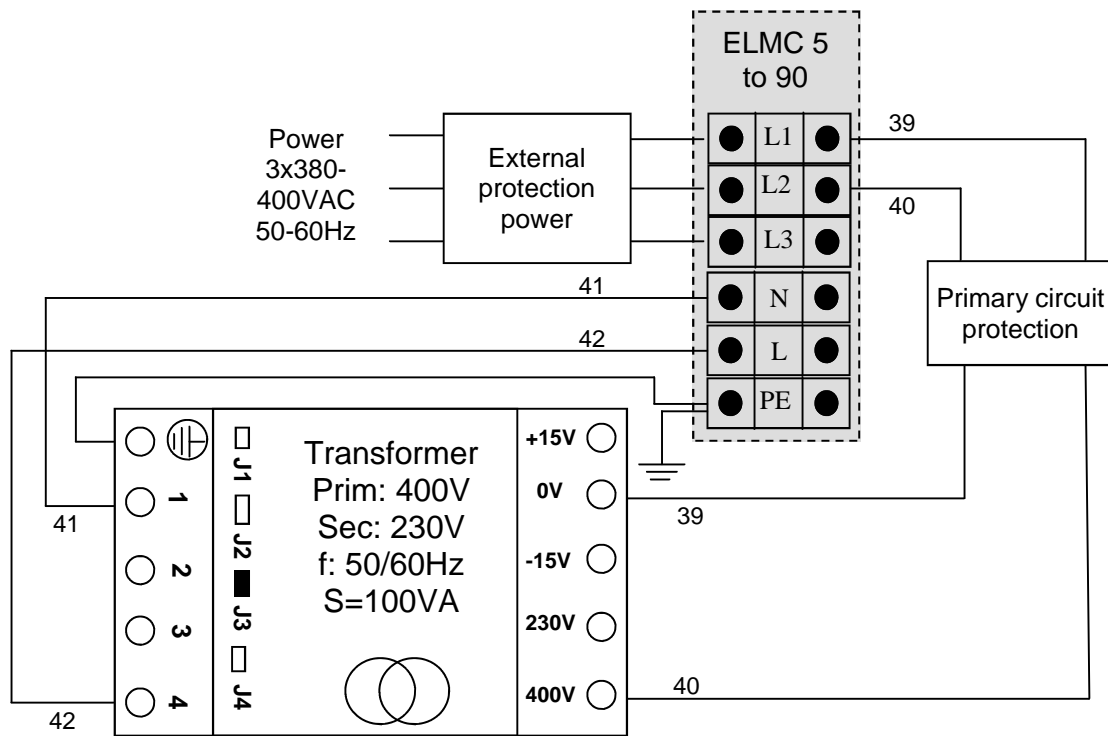 ELMC 5
to 90
Power
3x380-
400VAC
50-60Hz
External
protection
power
L1
L2
L3
N
L
PE
39
40
41
42
Primary circuit
protection
1
2
3
4
J1
J2
J3
J4
Transformer
Prim: 400V
Sec: 230V
f: 50/60Hz
S=100VA
+15V
0V
-15V
230V
400V
41
42
39
40